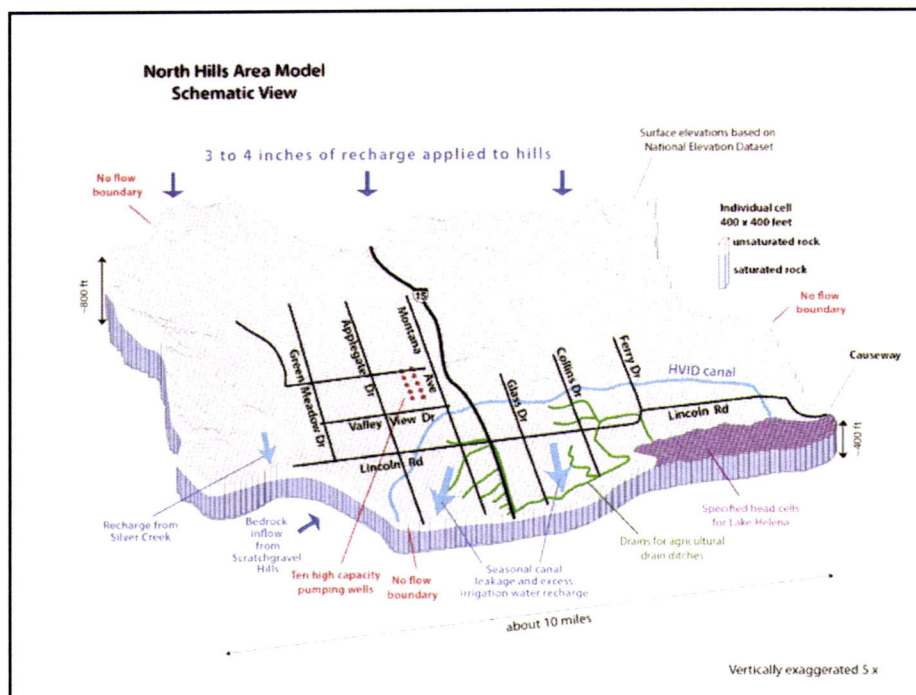 North Hills Area Model
Schematic View
3 to 4 inches of recharge applied to hills
Surface elevations based on
National Elevation Dataset
No flow
boundary
Individual cell
400 x 400 feet
unsaturated rock
saturated rock
~800 ft
No flow
boundary
15
Causeway
Green Meadow Dr
Applegate Dr
Montana Ave
Glass Dr
Collins Dr
Ferry Dr
HVID canal
Lincoln Rd
Valley View Dr
Lincoln Rd
~400 ft
Recharge from
Silver Creek
Bedrock
inflow
from
Scratchgravel
Hills
Ten high capacity
pumping wells
No flow
boundary
Seasonal canal
leakage and excess
irrigation water recharge
Drains for agricultural
drain ditches
Specified head cells
for Lake Helena
about 10 miles
Vertically exaggerated 5 x